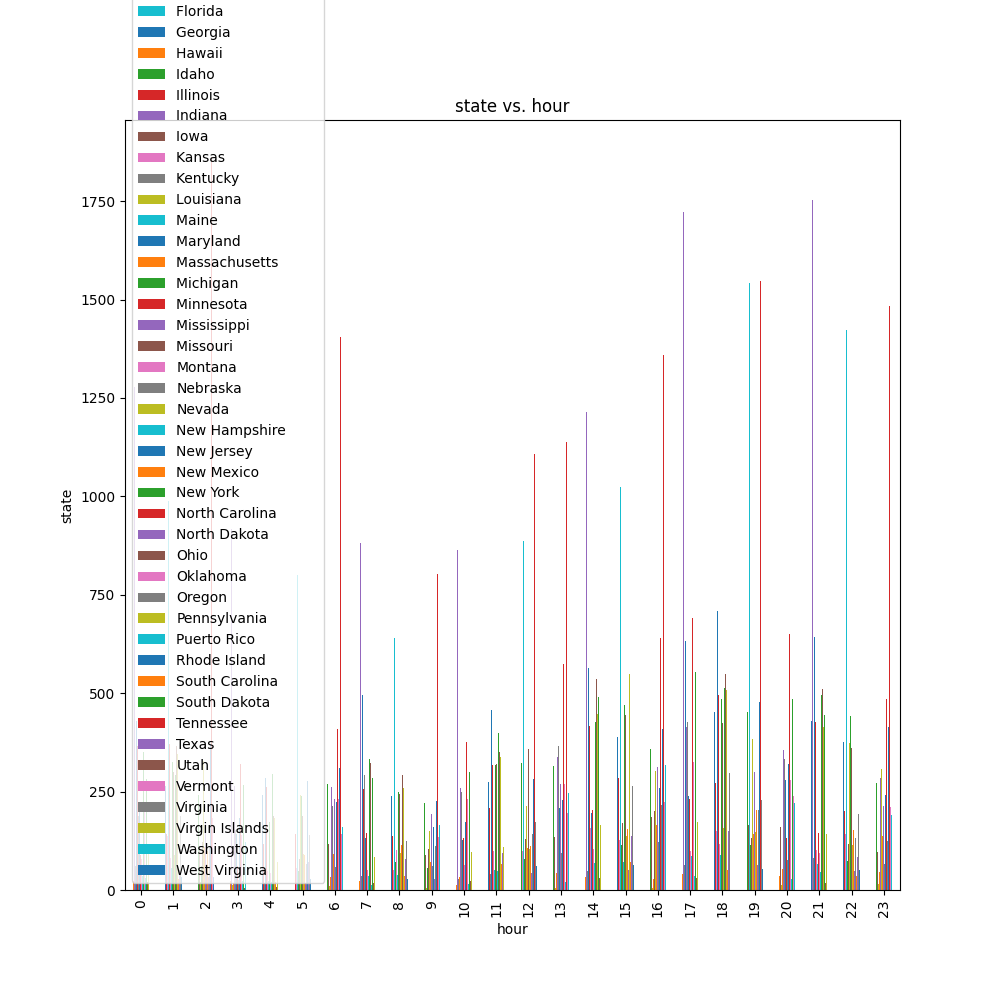 Florida
Georgia
Hawaii
Idaho
Illinois
Indiana
Iowa
Kansas
Kentucky
Louisiana
Maine
Maryland
Massachusetts
Michigan
Minnesota
Mississippi
Missouri
Montana
Nebraska
Nevada
New Hampshire
New Jersey
New Mexico
New York
North Carolina
North Dakota
Ohio
Oklahoma
Oregon
Pennsylvania
Puerto Rico
Rhode Island
South Carolina
South Dakota
Tennessee
Texas
Utah
Vermont
Virginia
Virgin Islands
Washington
West Virginia
state vs. hour
1750
1500
1250
1000
750
500
250
0
state
0 1 2 3 4 5 6 7 8 9 10 11 12 13 14 15 16 17 18 19 20 21 22 23
hour